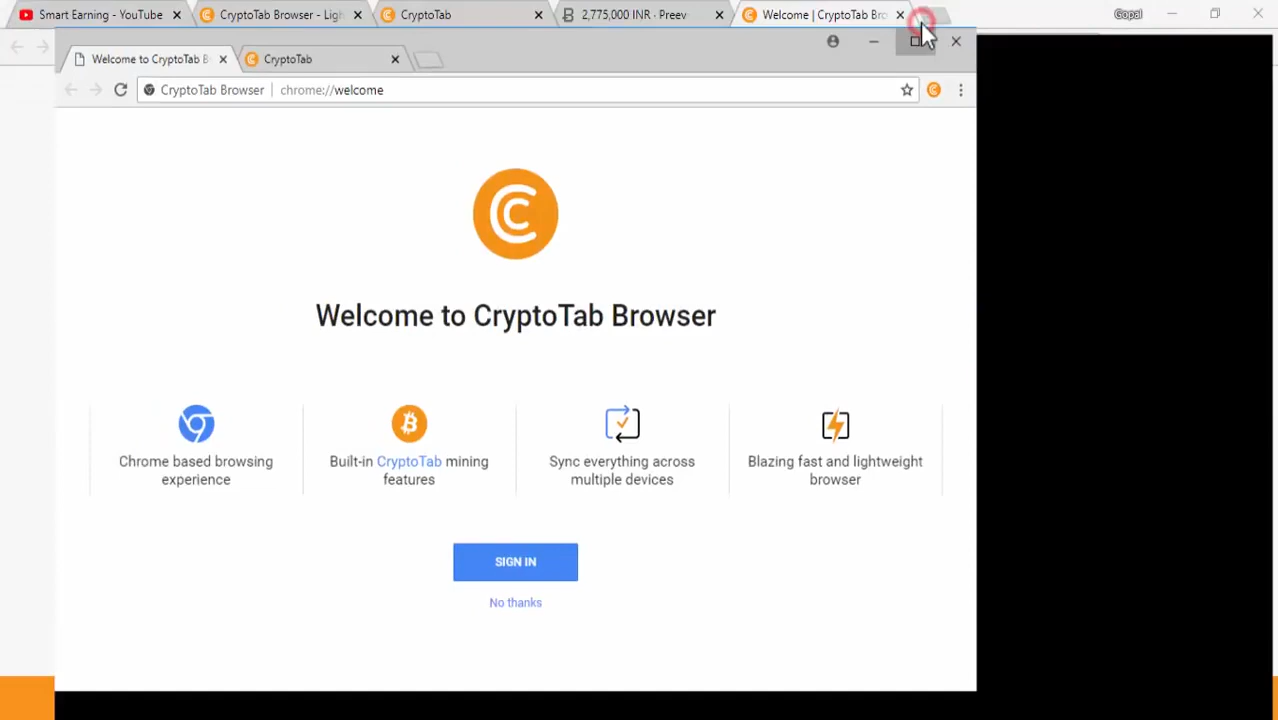 Smart Earning - YouTube
CryptoTab Browser - Ligh
CryptoTab
2,775,000 INR · Preev
Welcome | CryptoTab Bro
Gopal
Welcome to CryptoTab B
CryptoTab
CryptoTab Browser
chrome://welcome
Welcome to CryptoTab Browser
Chrome based browsing
experience
Built-in CryptoTab mining
features
Sync everything across
multiple devices
Blazing fast and lightweight
browser
SIGN IN
No thanks